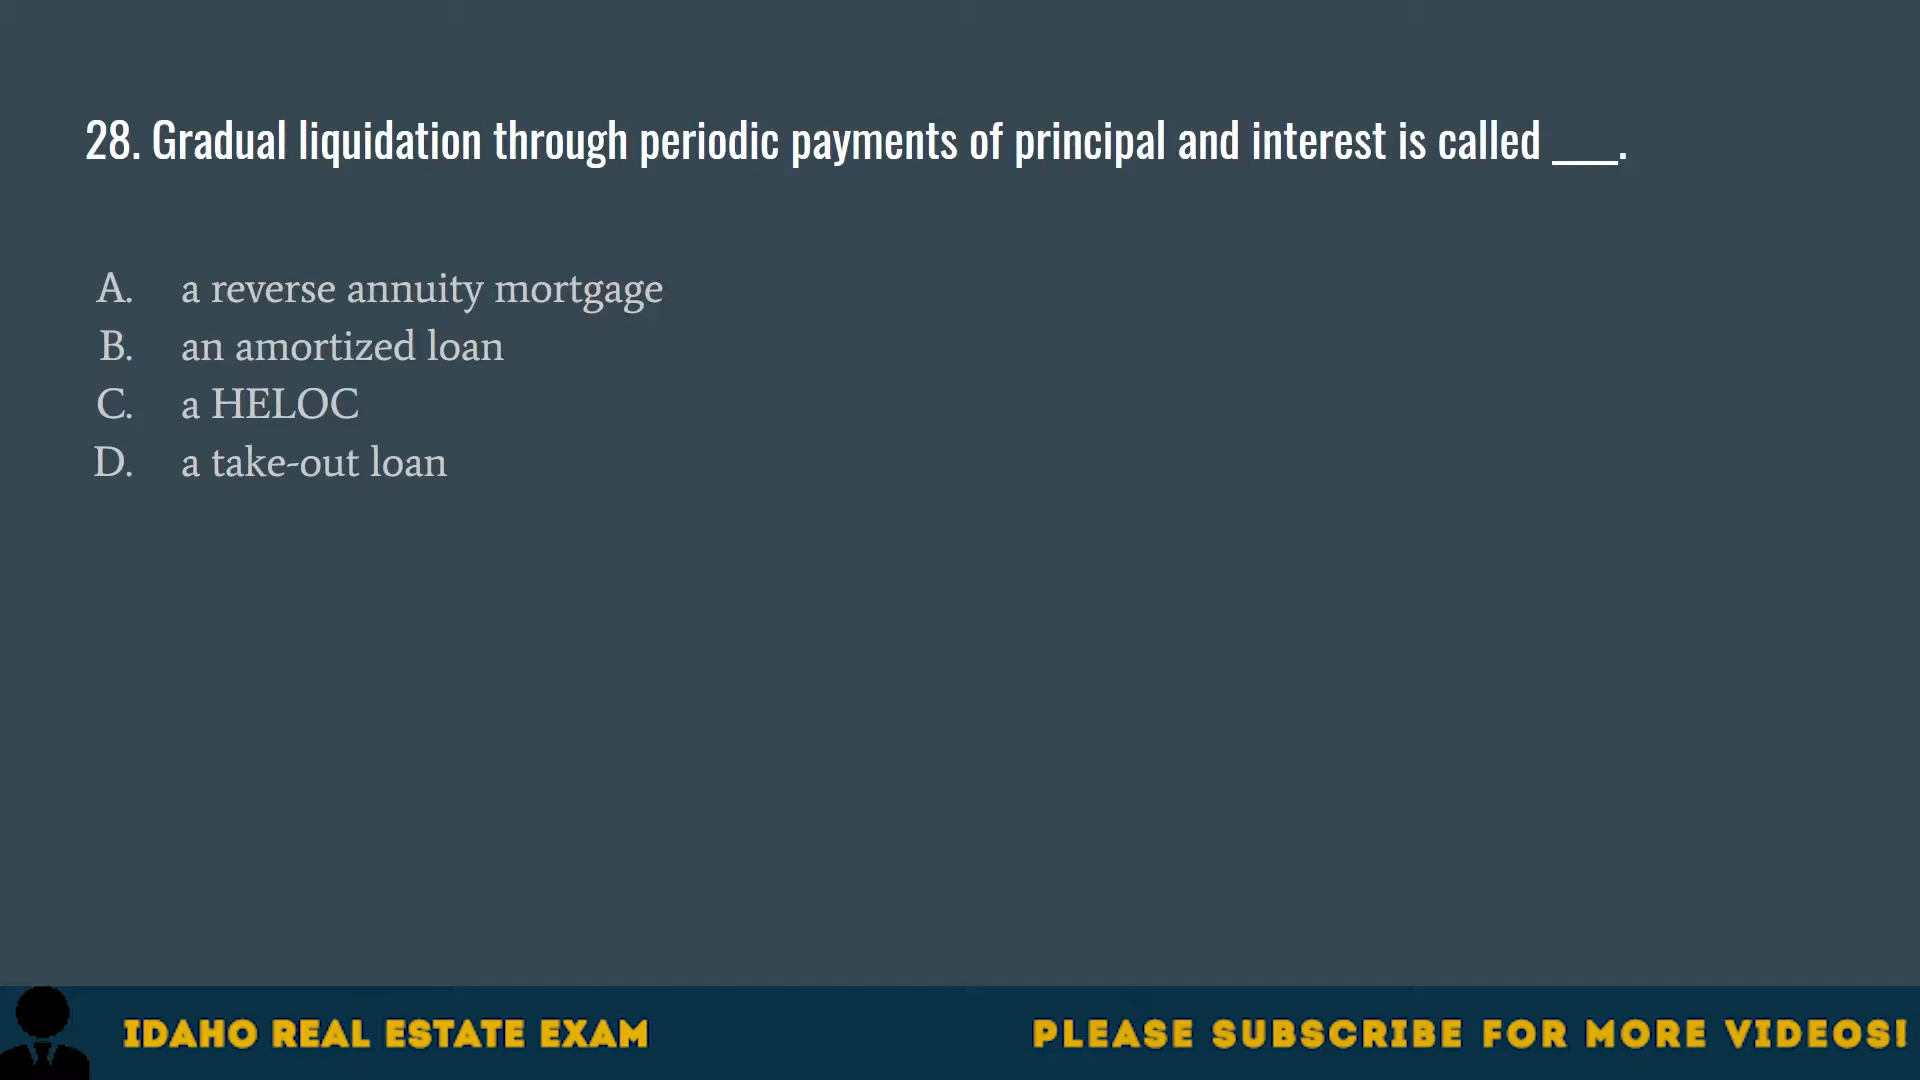 28. Gradual liquidation through periodic payments of principal and interest is called ____.
A. a reverse annuity mortgage
B. an amortized loan
C. a HELOC
D. a take-out loan
IDAHO REAL ESTATE EXAM
PLEASE SUBSCRIBE FOR MORE VIDEOS!